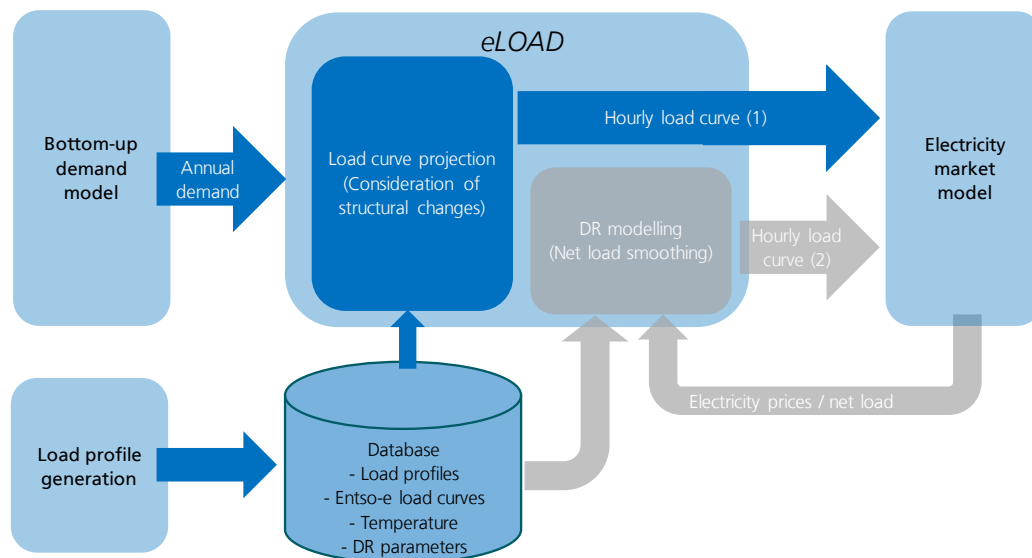 eLOAD
Bottom-up
demand
model
Annual
demand
Load curve projection
(Consideration of
structural changes)
Hourly load curve (1)
DR modelling
(Net load smoothing)
Hourly load
curve (2)
Electricity
market
model
Electricity prices / net load
Load profile
generation
Database
- Load profiles
- Entso-e load curves
- Temperature
- DR parameters